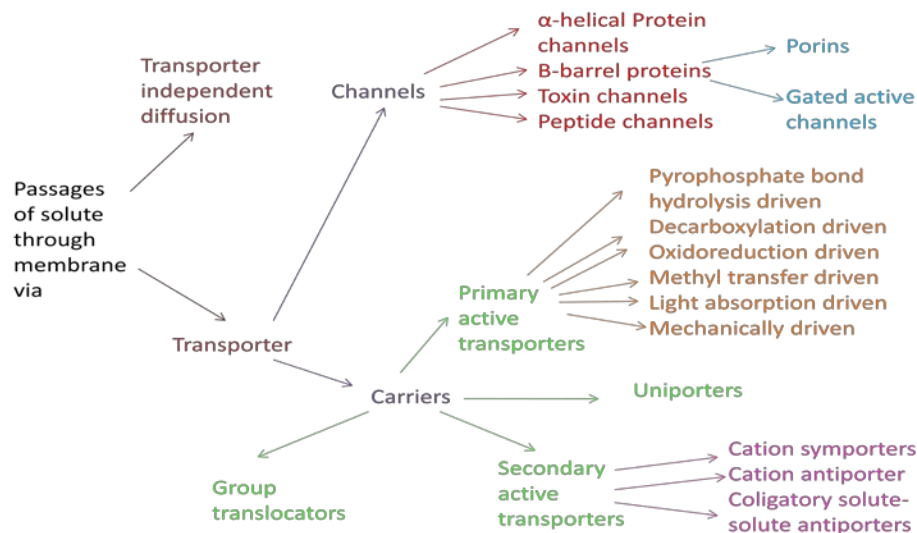 α-helical Protein
channels
B-barrel proteins
Toxin channels
Peptide channels
Porins
Gated active
channels
Transporter
independent
diffusion
Channels
Passages
of solute
through
membrane
via
Pyrophosphate bond
hydrolysis driven
Decarboxylation driven
Oxidoreduction driven
Methyl transfer driven
Light absorption driven
Mechanically driven
Primary
active
transporters
Transporter
Carriers
Uniporters
Group
translocators
Secondary
active
transporters
Cation symporters
Cation antiporter
Coligatory solute-
solute antiporters